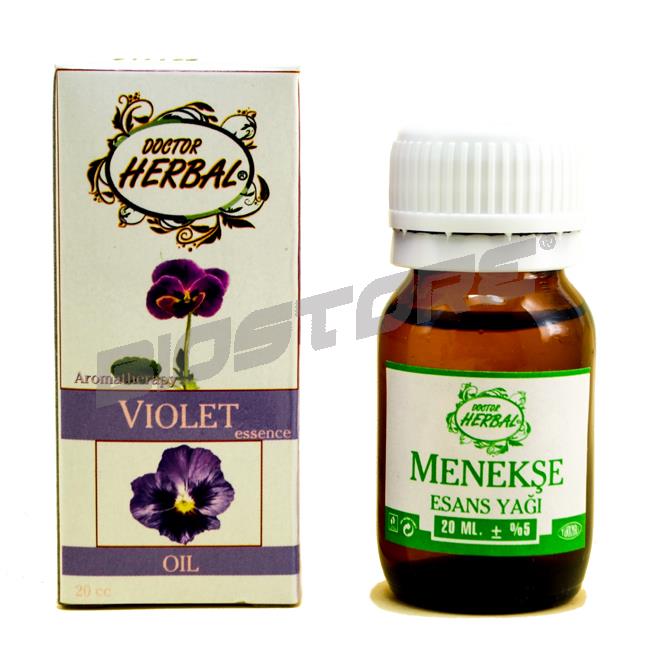 DOCTOR
HERBAL®
Aromatherapy
VIOLET
essence
OIL
20 cc
BIOSTORE®
DOCTOR
HERBAL
MENEKŞE
ESANS YAĞI
20 ML. ± %5